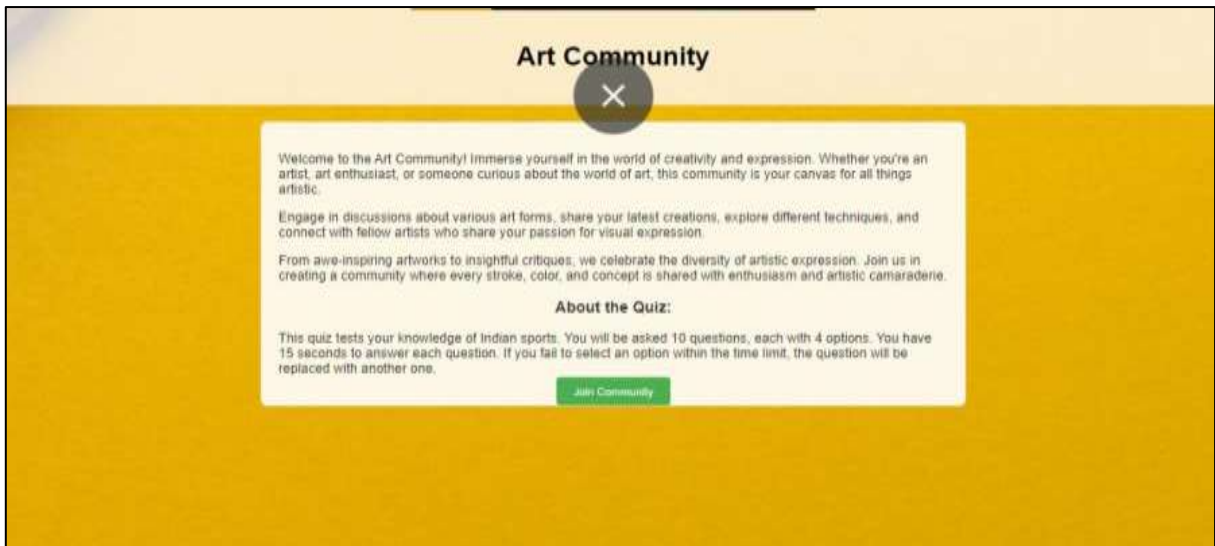 Art Community
Welcome to the Art Community! Immerse yourself in the world of creativity and expression. Whether you're an
artist, art enthusiast, or someone curious about the world of art, this community is your canvas for all things
artistic.
Engage in discussions about various art forms, share your latest creations, explore different techniques, and
connect with fellow artists who share your passion for visual expression.
From awe-inspiring artworks to insightful critiques, we celebrate the diversity of artistic expression. Join us in
creating a community where every stroke, color, and concept is shared with enthusiasm and artistic camaraderie.
About the Quiz:
This quiz tests your knowledge of Indian sports. You will be asked 10 questions, each with 4 options. You have
15 seconds to answer each question. If you fail to select an option within the time limit, the question will be
replaced with another one.
Join Community